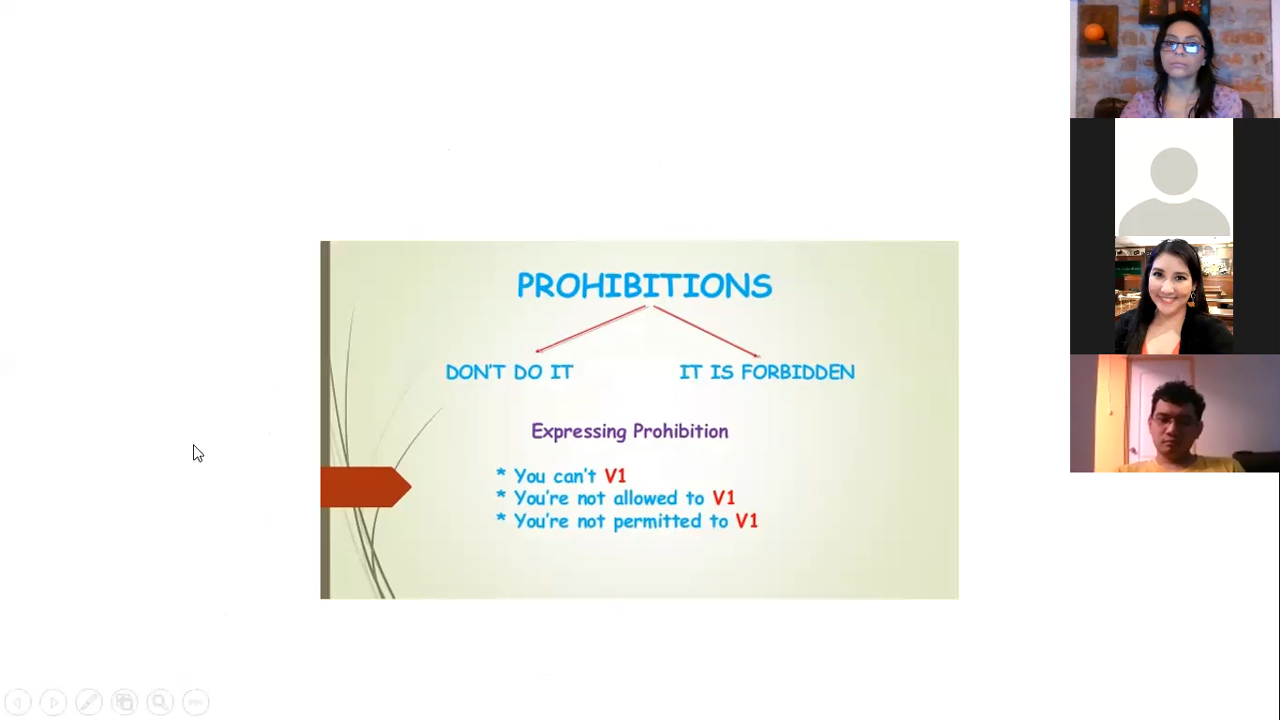 PROHIBITIONS
DON'T DO IT
IT IS FORBIDDEN
Expressing Prohibition
* You can't V1
* You're not allowed to V1
* You're not permitted to V1